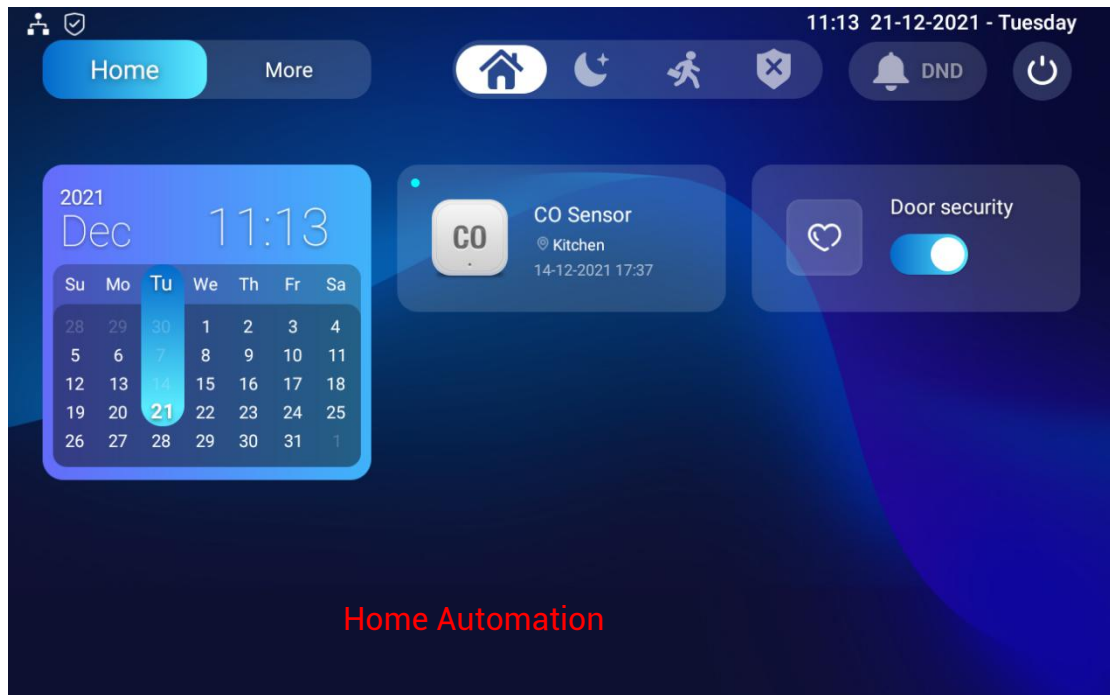 11:13 21-12-2021 - Tuesday
Home More DND
2021
Dec 11:13
Su Mo Tu We Th Fr Sa
28 29 30 1 2 3 4
5 6 7 8 9 10 11
12 13 14 15 16 17 18
19 20 21 22 23 24 25
26 27 28 29 30 31 1
CO
CO Sensor
Kitchen
14-12-2021 17:37
Door security
Home Automation